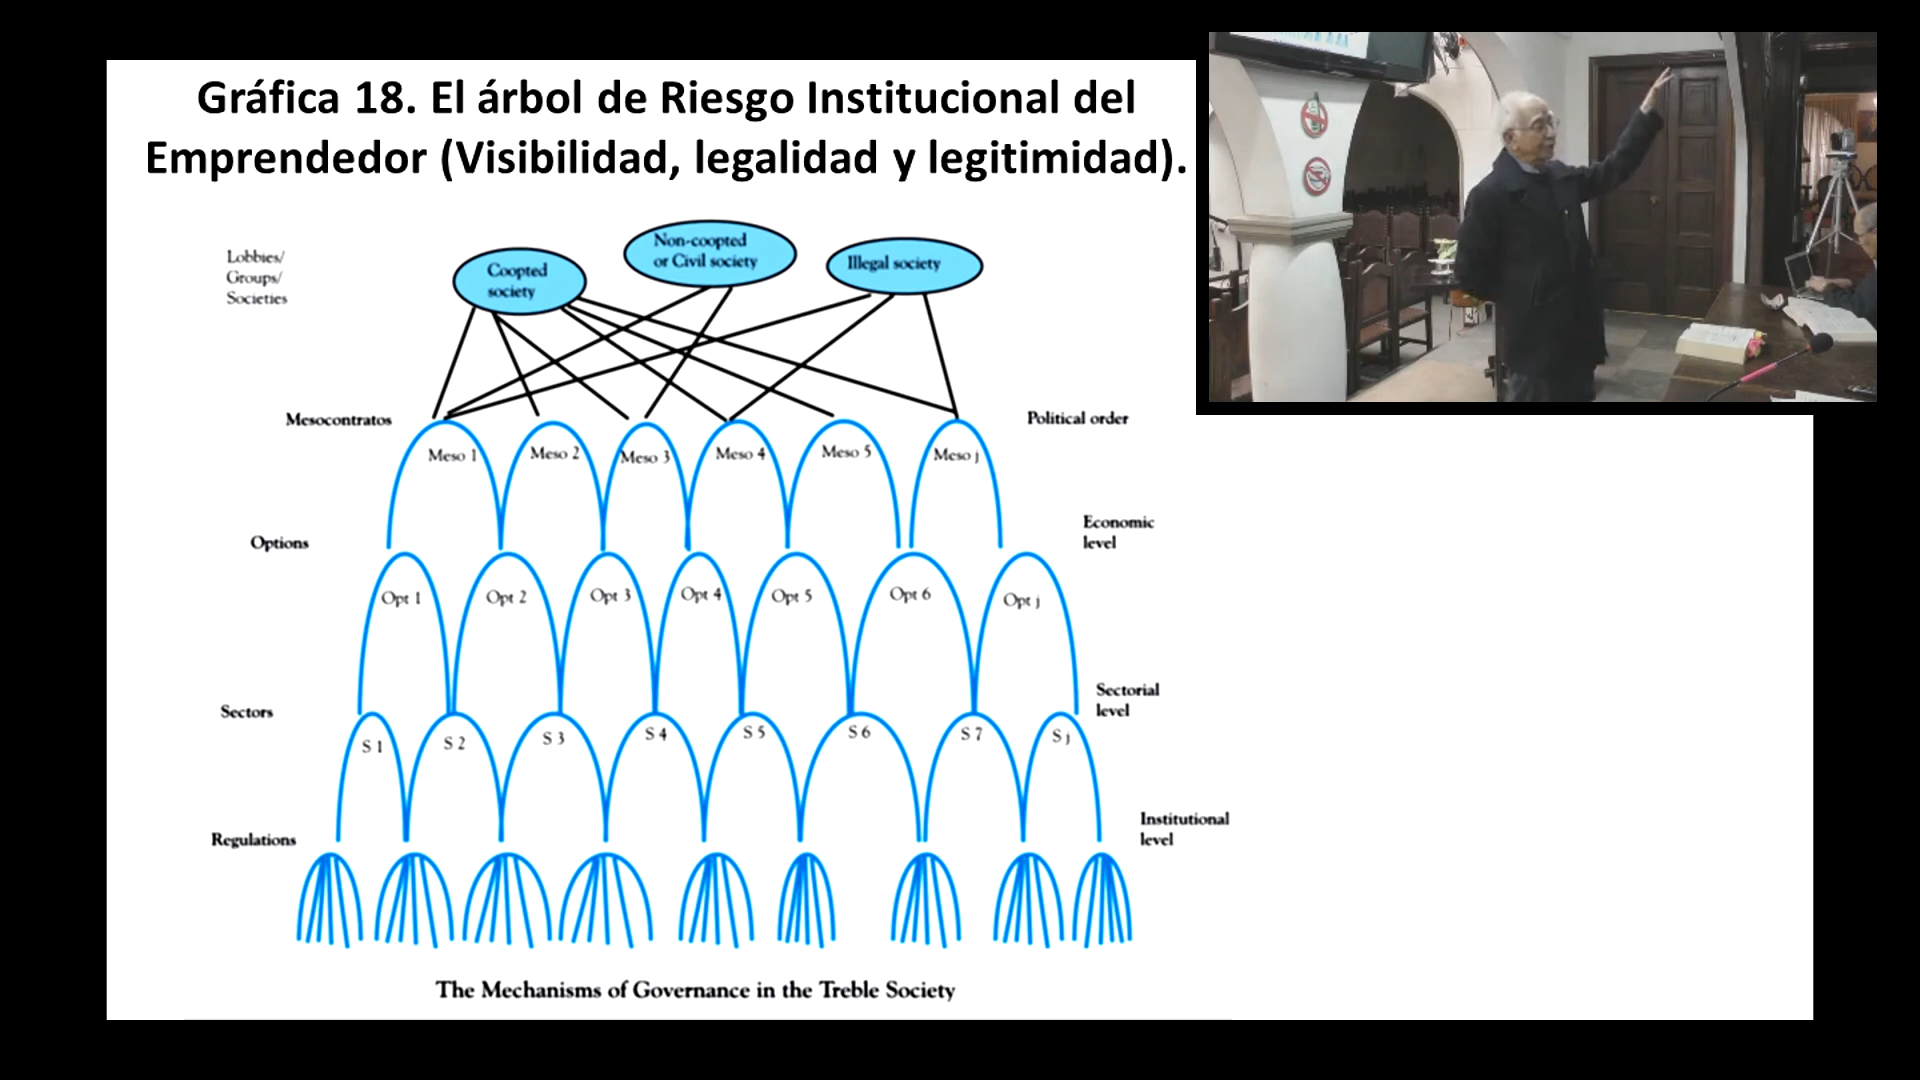 Gráfica 18. El árbol de Riesgo Institucional del
Emprendedor (Visibilidad, legalidad y legitimidad).
Lobbies/
Groups/
Societies
Coopted
society
Non-coopted
or Civil society
Illegal society
Mesocontratos
Political order
Meso 1
Meso 2
Meso 3
Meso 4
Meso 5
Meso j
Options
Economic
level
Opt 1
Opt 2
Opt 3
Opt 4
Opt 5
Opt 6
Opt j
Sectors
Sectorial
level
S 1
S 2
S 3
S 4
S 5
S 6
S 7
S j
Regulations
Institutional
level
The Mechanisms of Governance in the Treble Society